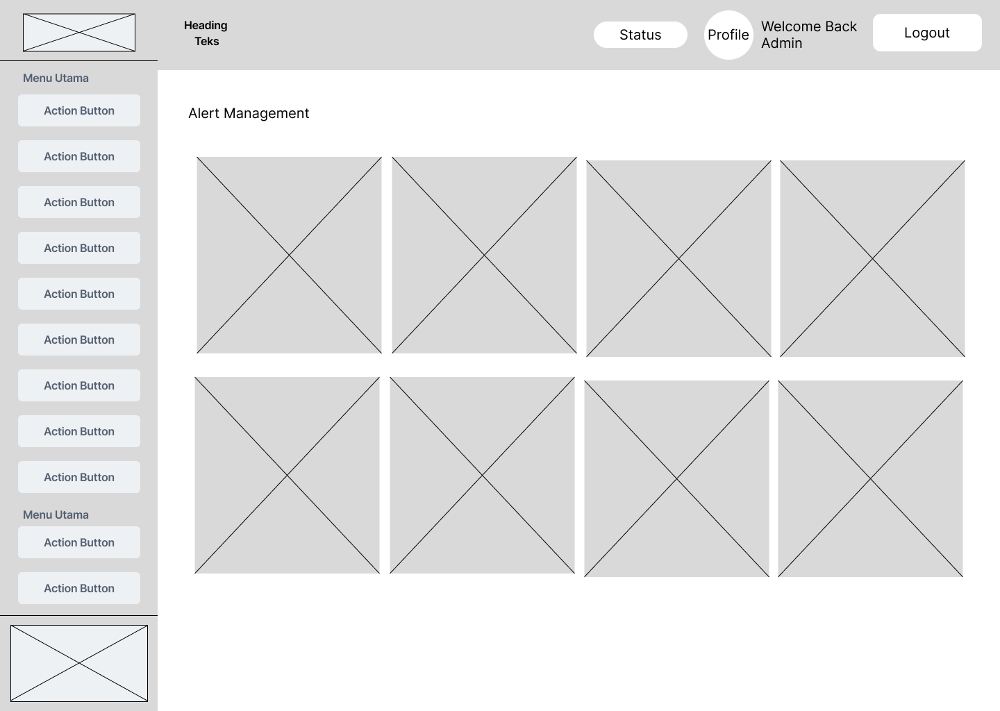 Heading
Teks
Status
Profile
Welcome Back
Admin
Logout
Menu Utama
Action Button
Action Button
Action Button
Action Button
Action Button
Action Button
Action Button
Action Button
Action Button
Menu Utama
Action Button
Action Button
Alert Management